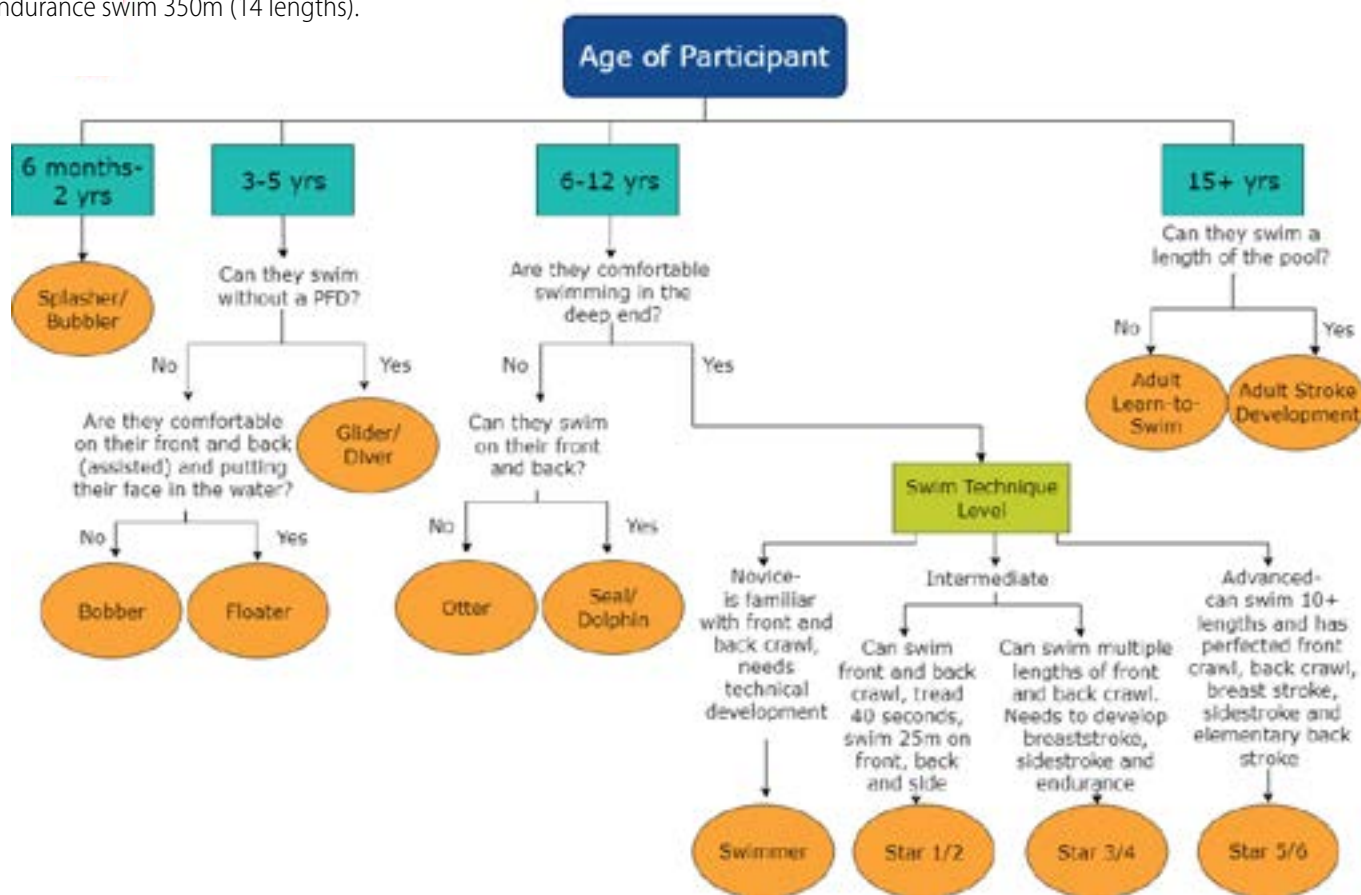 ndurance swim 350m (14 lengths).
Age of Participant
6 months-
2 yrs
3-5 yrs
6-12 yrs
15+ yrs
Splasher/
Bubbler
Can they swim
without a PFD?
No
Yes
Are they comfortable
on their front and back
(assisted) and putting
their face in the water?
Glider/
Diver
No
Yes
Bobber
Floater
Are they comfortable
swimming in the
deep end?
No
Yes
Can they swim
on their front
and back?
No
Yes
Otter
Seal/
Dolphin
Swim Technique
Level
Novice-
is familiar
with front and
back crawl,
needs
technical
development
Swimmer
Intermediate
Can swim
front and back
crawl, tread
40 seconds,
swim 25m on
front, back
and side
Star 1/2
Can swim multiple
lengths of front
and back crawl.
Needs to develop
breaststroke,
sidestroke and
endurance
Star 3/4
Advanced-
can swim 10+
lengths and has
perfected front
crawl, back crawl,
breast stroke,
sidestroke and
elementary back
stroke
Star 5/6
Can they swim a
length of the pool?
No
Yes
Adult
Learn-to-
Swim
Adult Stroke
Development